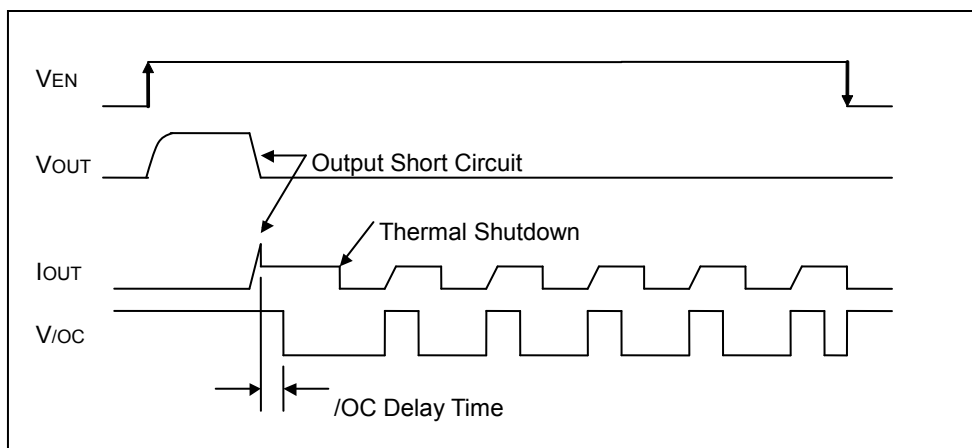 VEN
VOUT
Output Short Circuit
Thermal Shutdown
IOUT
V/OC
/OC Delay Time